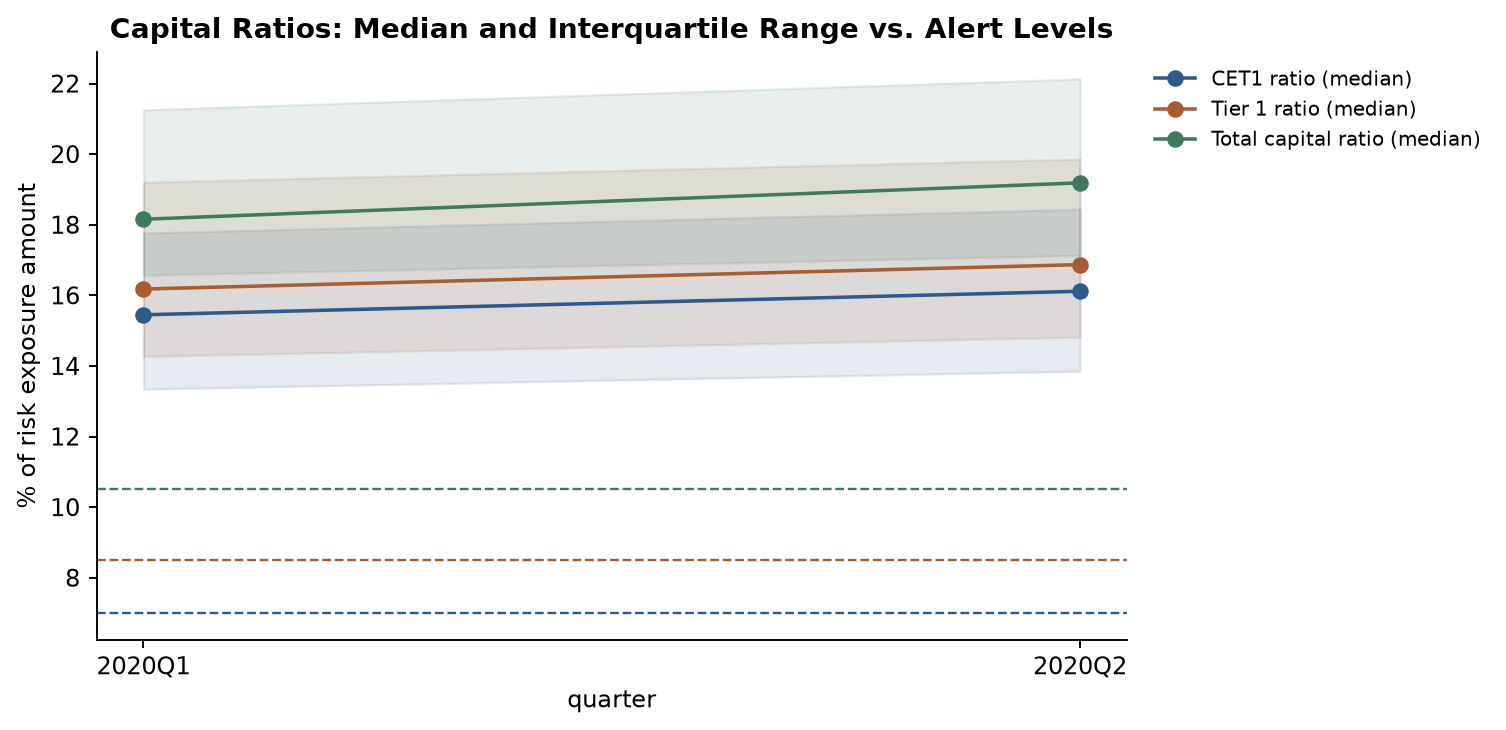 Capital Ratios: Median and Interquartile Range vs. Alert Levels
% of risk exposure amount
22
20
18
16
14
12
10
8
2020Q1
2020Q2
quarter
CET1 ratio (median)
Tier 1 ratio (median)
Total capital ratio (median)